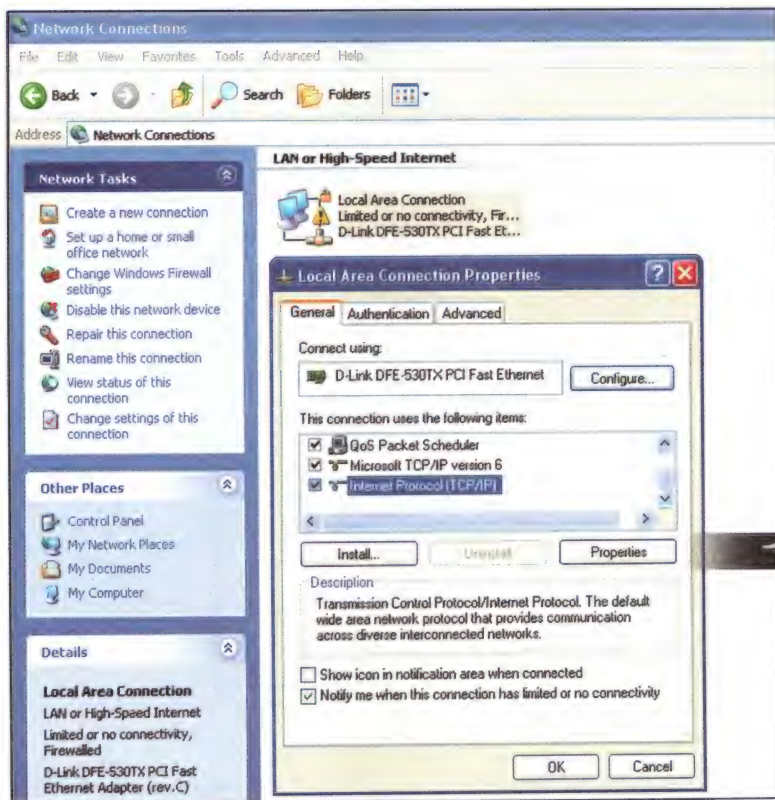 Network Connections
File Edit View Favorites Tools Advanced Help
Back Search Folders
Address Network Connections
Network Tasks
Create a new connection
Set up a home or small
office network
Change Windows Firewall
settings
Disable this network device
Repair this connection
Rename this connection
View status of this
connection
Change settings of this
connection
Other Places
Control Panel
My Network Places
My Documents
My Computer
Details
Local Area Connection
LAN or High-Speed Internet
Limited or no connectivity,
Firewalled
D-Link DFE-530TX PCI Fast
Ethernet Adapter (rev.C)
LAN or High-Speed Internet
Local Area Connection
Limited or no connectivity, Fir...
D-Link DFE-530TX PCI Fast Et...
Local Area Connection Properties
General Authentication Advanced
Connect using:
D-Link DFE-530TX PCI Fast Ethernet Configure...
This connection uses the following items:
QoS Packet Scheduler
Microsoft TCP/IP version 6
Internet Protocol (TCP/IP)
Install... Uninstall Properties
Description
Transmission Control Protocol/Internet Protocol. The default
wide area network protocol that provides communication
across diverse interconnected networks.
Show icon in notification area when connected
Notify me when this connection has limited or no connectivity
OK Cancel